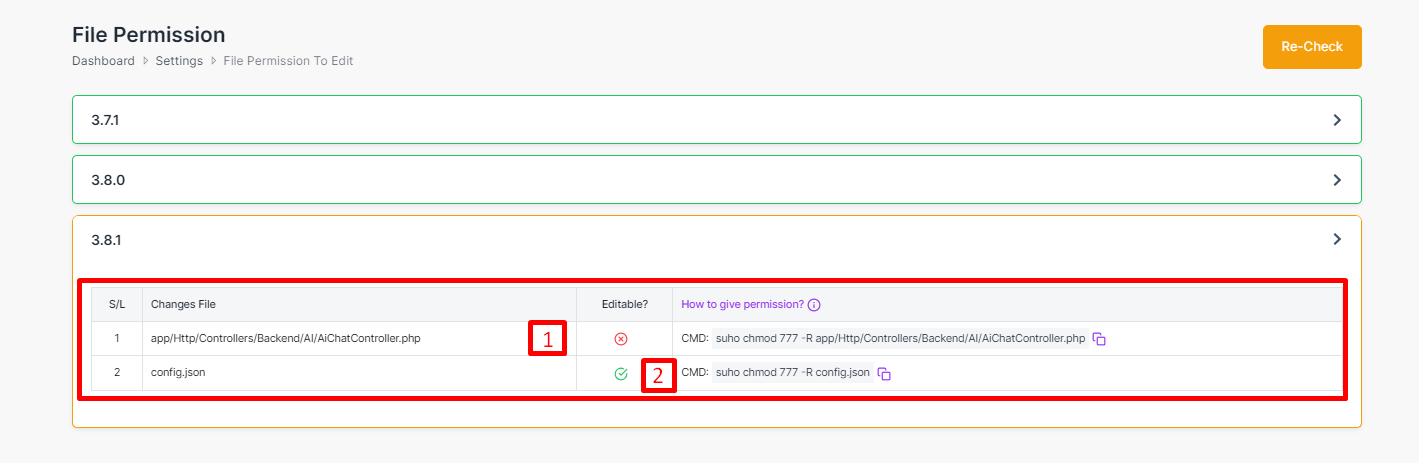 File Permission
Re-Check
Dashboard Settings File Permission To Edit
3.7.1
3.8.0
3.8.1
S/L Changes File Editable? How to give permission?
1 app/Http/Controllers/Backend/AI/AiChatController.php 1 CMD: suho chmod 777 -R app/Http/Controllers/Backend/AI/AiChatController.php
2 config.json 2 CMD: suho chmod 777 -R config.json